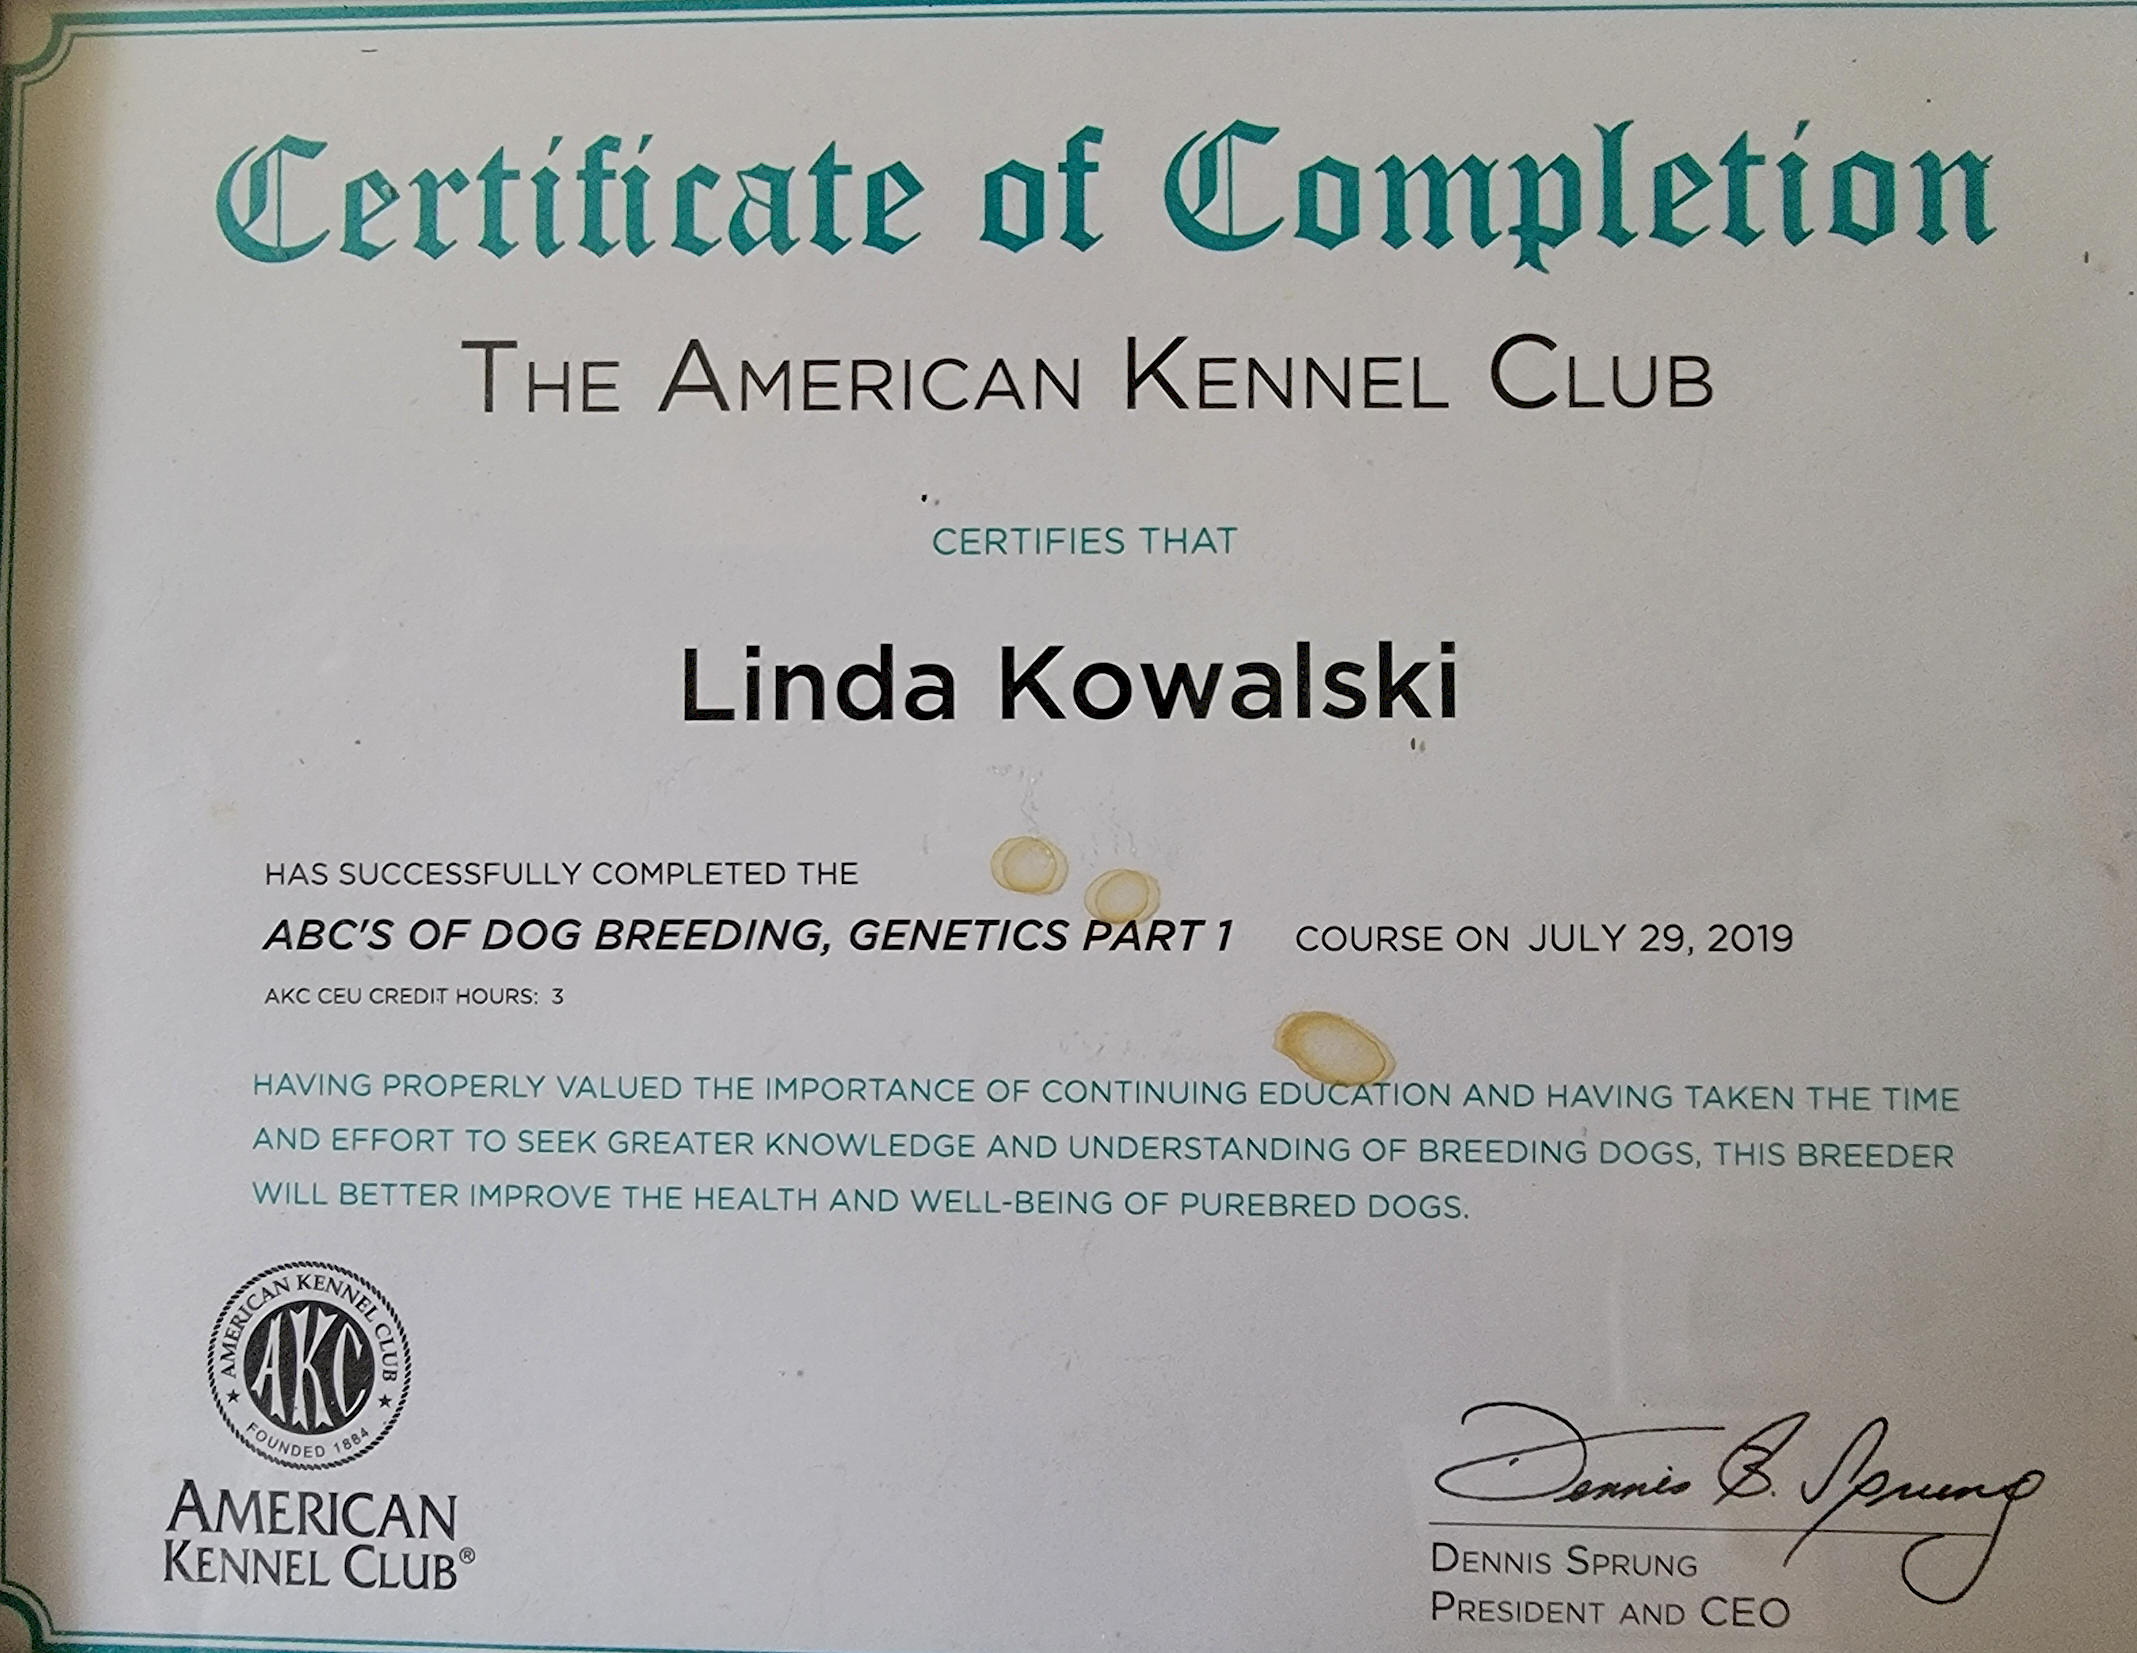 Certificate of Completion
THE AMERICAN KENNEL CLUB
CERTIFIES THAT
Linda Kowalski
HAS SUCCESSFULLY COMPLETED THE
ABC'S OF DOG BREEDING, GENETICS PART 1 COURSE ON JULY 29, 2019
AKC CEU CREDIT HOURS: 3
HAVING PROPERLY VALUED THE IMPORTANCE OF CONTINUING EDUCATION AND HAVING TAKEN THE TIME
AND EFFORT TO SEEK GREATER KNOWLEDGE AND UNDERSTANDING OF BREEDING DOGS, THIS BREEDER
WILL BETTER IMPROVE THE HEALTH AND WELL-BEING OF PUREBRED DOGS.
AMERICAN KENNEL CLUB
AKC
FOUNDED 1884
AMERICAN
KENNEL CLUB®
Dennis B. Sprung
DENNIS SPRUNG
PRESIDENT AND CEO